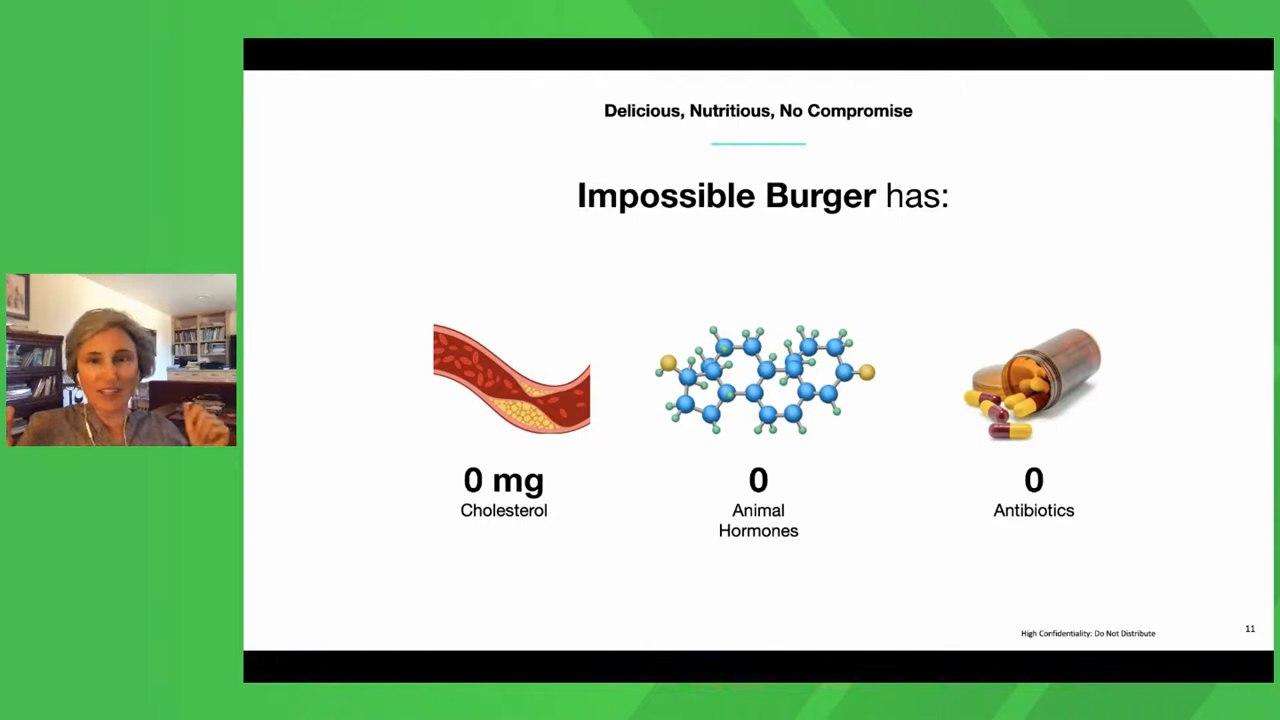 Delicious, Nutritious, No Compromise
Impossible Burger has:
0 mg
Cholesterol
0
Animal
Hormones
0
Antibiotics
High Confidentiality: Do Not Distribute
11